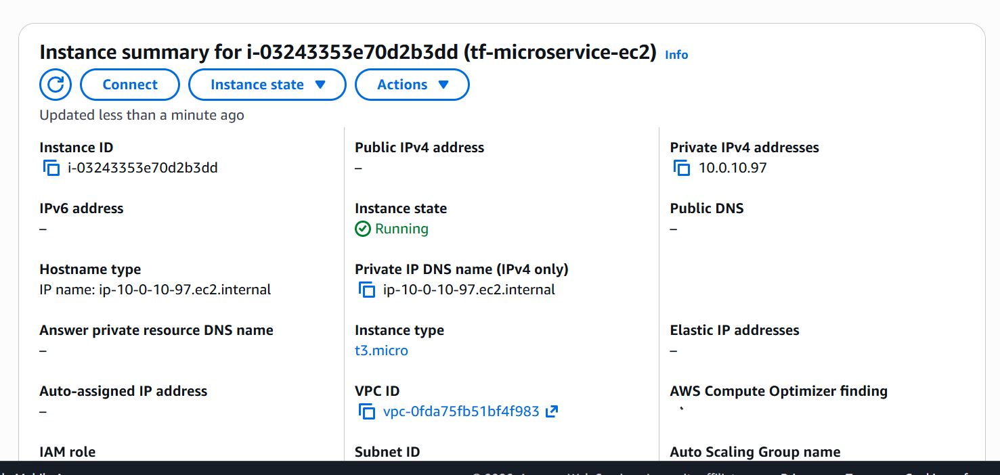 Instance summary for i-03243353e70d2b3dd (tf-microservice-ec2) Info
Connect
Instance state
Actions
Updated less than a minute ago
Instance ID
i-03243353e70d2b3dd
Public IPv4 address
–
Private IPv4 addresses
10.0.10.97
IPv6 address
–
Instance state
Running
Public DNS
–
Hostname type
IP name: ip-10-0-10-97.ec2.internal
Private IP DNS name (IPv4 only)
ip-10-0-10-97.ec2.internal
Answer private resource DNS name
–
Instance type
t3.micro
Elastic IP addresses
–
Auto-assigned IP address
–
VPC ID
vpc-0fda75fb51bf4f983
AWS Compute Optimizer finding
IAM role
Subnet ID
Auto Scaling Group name